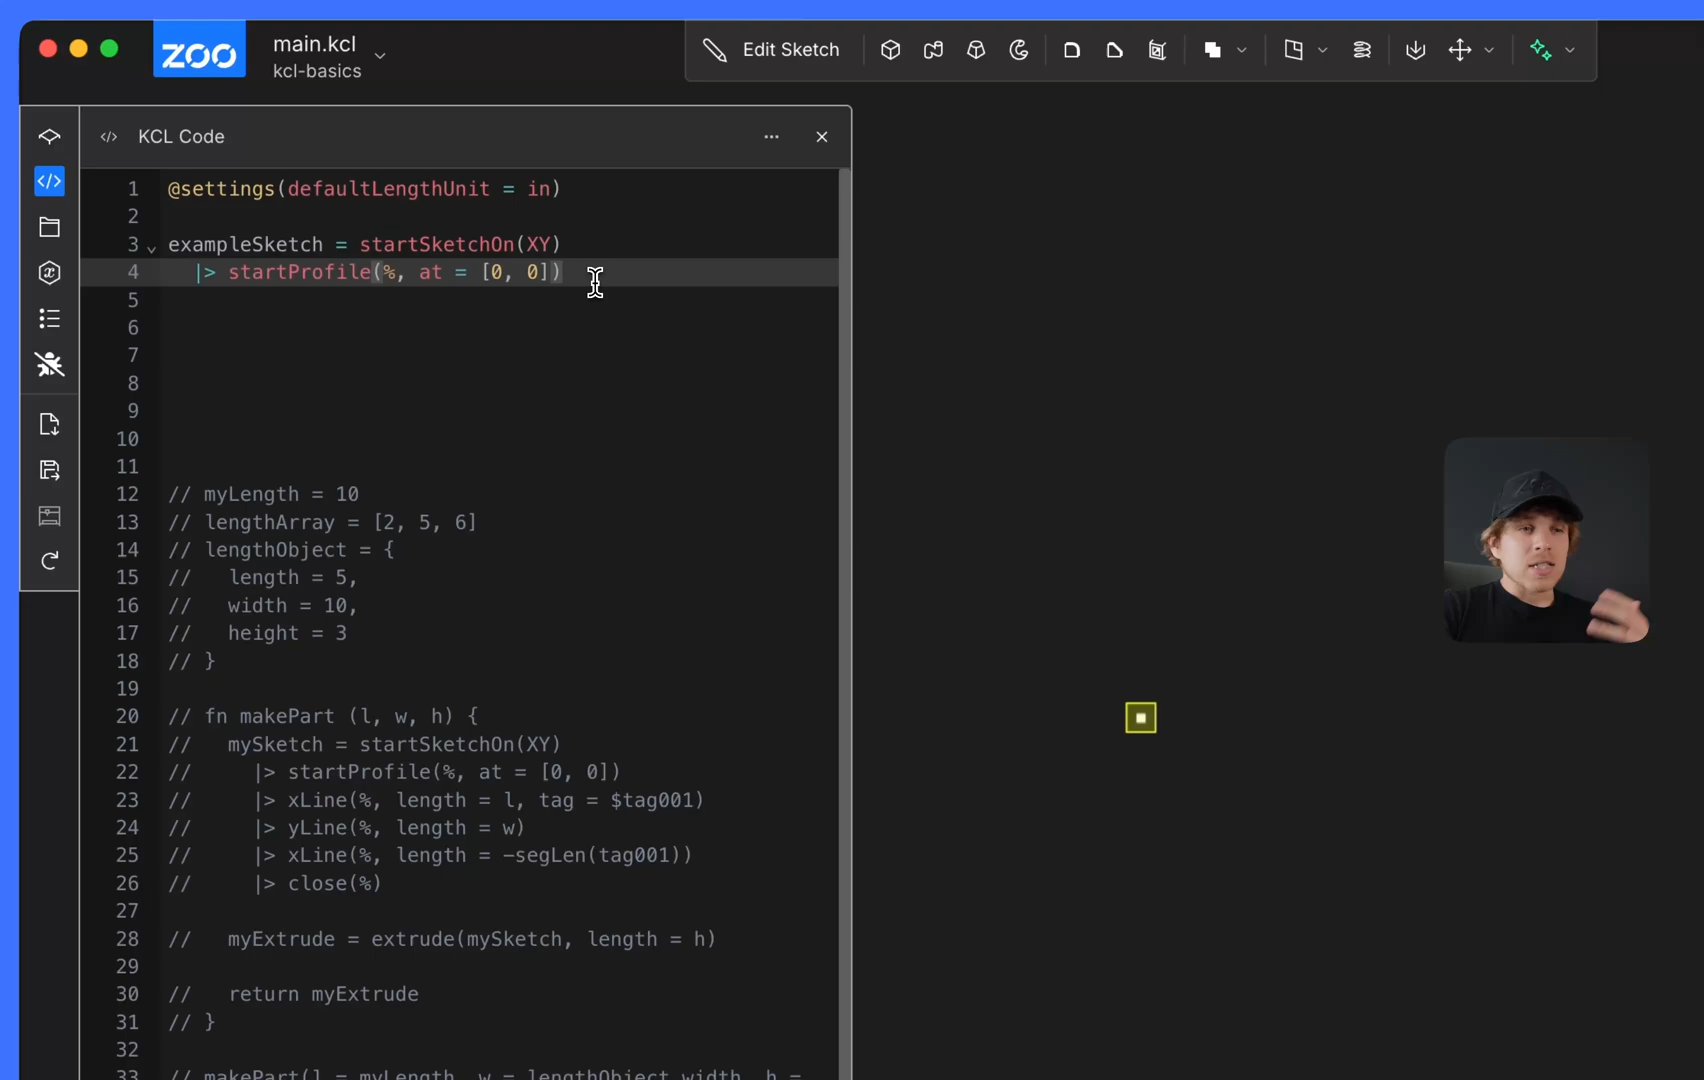 ZOO
main.kcl
kcl-basics
Edit Sketch
KCL Code
1 @settings(defaultLengthUnit = in)
2
3 exampleSketch = startSketchOn(XY)
4 |> startProfile(%, at = [0, 0])
5
6
7
8
9
10
11
12 // myLength = 10
13 // lengthArray = [2, 5, 6]
14 // lengthObject = {
15 // length = 5,
16 // width = 10,
17 // height = 3
18 // }
19
20 // fn makePart (l, w, h) {
21 // mySketch = startSketchOn(XY)
22 // |> startProfile(%, at = [0, 0])
23 // |> xLine(%, length = l, tag = $tag001)
24 // |> yLine(%, length = w)
25 // |> xLine(%, length = -segLen(tag001))
26 // |> close(%)
27
28 // myExtrude = extrude(mySketch, length = h)
29
30 // return myExtrude
31 // }
32
33 // makePart(l = myLength, w = lengthObject.width, h =